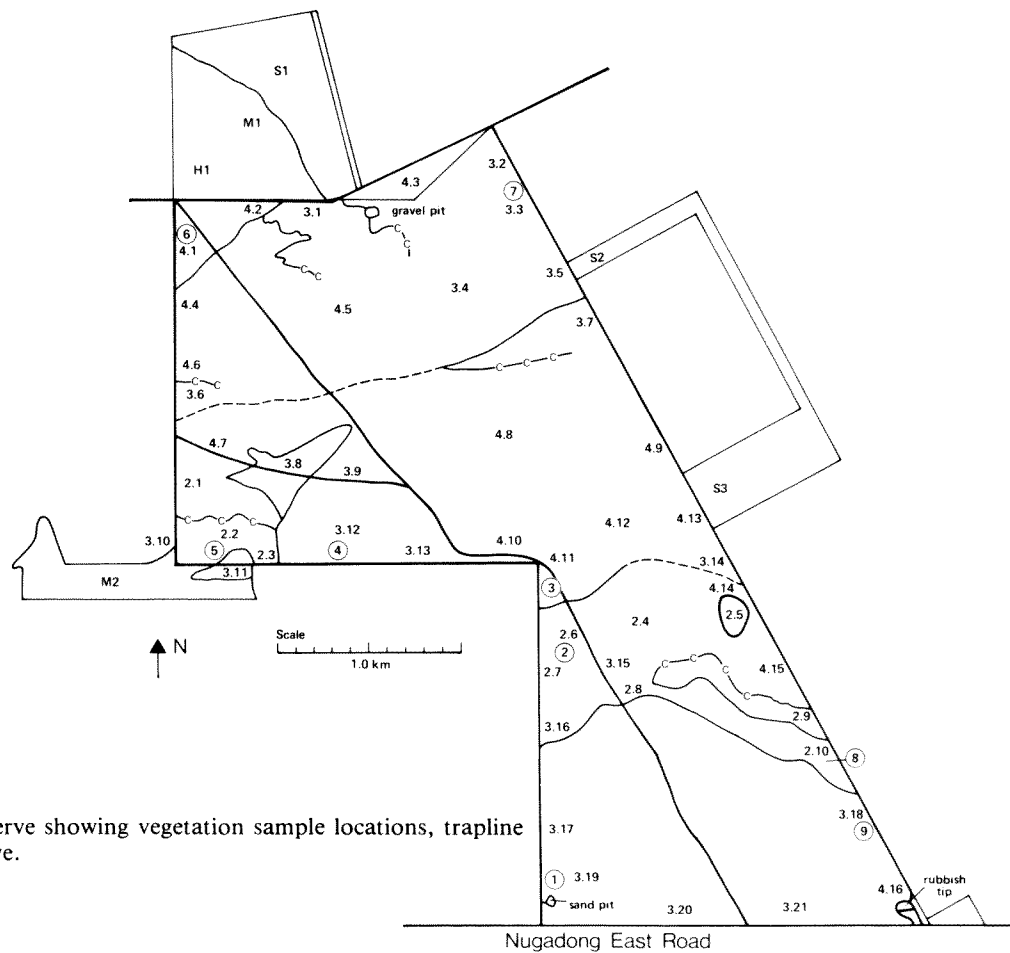 S1
M1
H1
4.3
3.2
7
3.3
gravel pit
4.2
3.1
6
4.1
C
C
C
C
I
S2
3.5
3.4
4.5
4.4
3.7
4.6
C C
3.6
C C C
4.7
4.8
4.9
3.8
3.9
2.1
S3
C C C
2.2
3.12
4.12
4.13
3.10
5
2.3
4
3.13
4.10
4.11
3.14
M2
3.11
3
4.14
2.5
N
Scale
1.0 km
2.6
2.4
2
2.7
3.15
C C C
4.15
2.8
C
2.9
3.16
2.10
8
3.18
9
erve showing vegetation sample locations, trapline
ve.
3.17
1
3.19
sand pit
4.16
rubbish
tip
3.20
3.21
Nugadong East Road